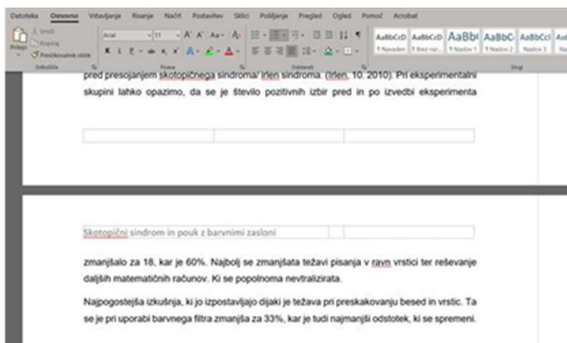 Datoteka Osnovno Vstavljanje Risanje Načrt Postavitev Sklici Pošiljanje Pregled Ogled Pomoč Acrobat
Izreži
Kopiraj
Prilepi
Preslikovalnik oblik
Arial 11
K L P
AaBbCcD AaBbCcD AaBb( AaBbC AaBbC( AaBbCcI
¶ Navaden ¶ Brez raz... ¶ Naslov 1 ¶ Naslov 2 ¶ Naslov 3
Odložišče Pisava Odstavek Slogi
pred presojanjem skotopičnega sindroma/ Irlen sindroma. (Irlen, 10. 2010). Pri eksperimentalni
skupini lahko opazimo, da se je število pozitivnih izbir pred in po izvedbi eksperimenta
Skotopični sindrom in pouk z barvnimi zasloni
zmanjšalo za 18, kar je 60%. Najbolj se zmanjšata težavi pisanja v ravn vrstici ter reševanje
daljših matematičnih računov. Ki se popolnoma nevtralizirata.
Najpogostejša izkušnja, ki jo izpostavljajo dijaki je težava pri preskakovanju besed in vrstic. Ta
se je pri uporabi barvnega filtra zmanjša za 33%, kar je tudi najmanjši odstotek, ki se spremeni.